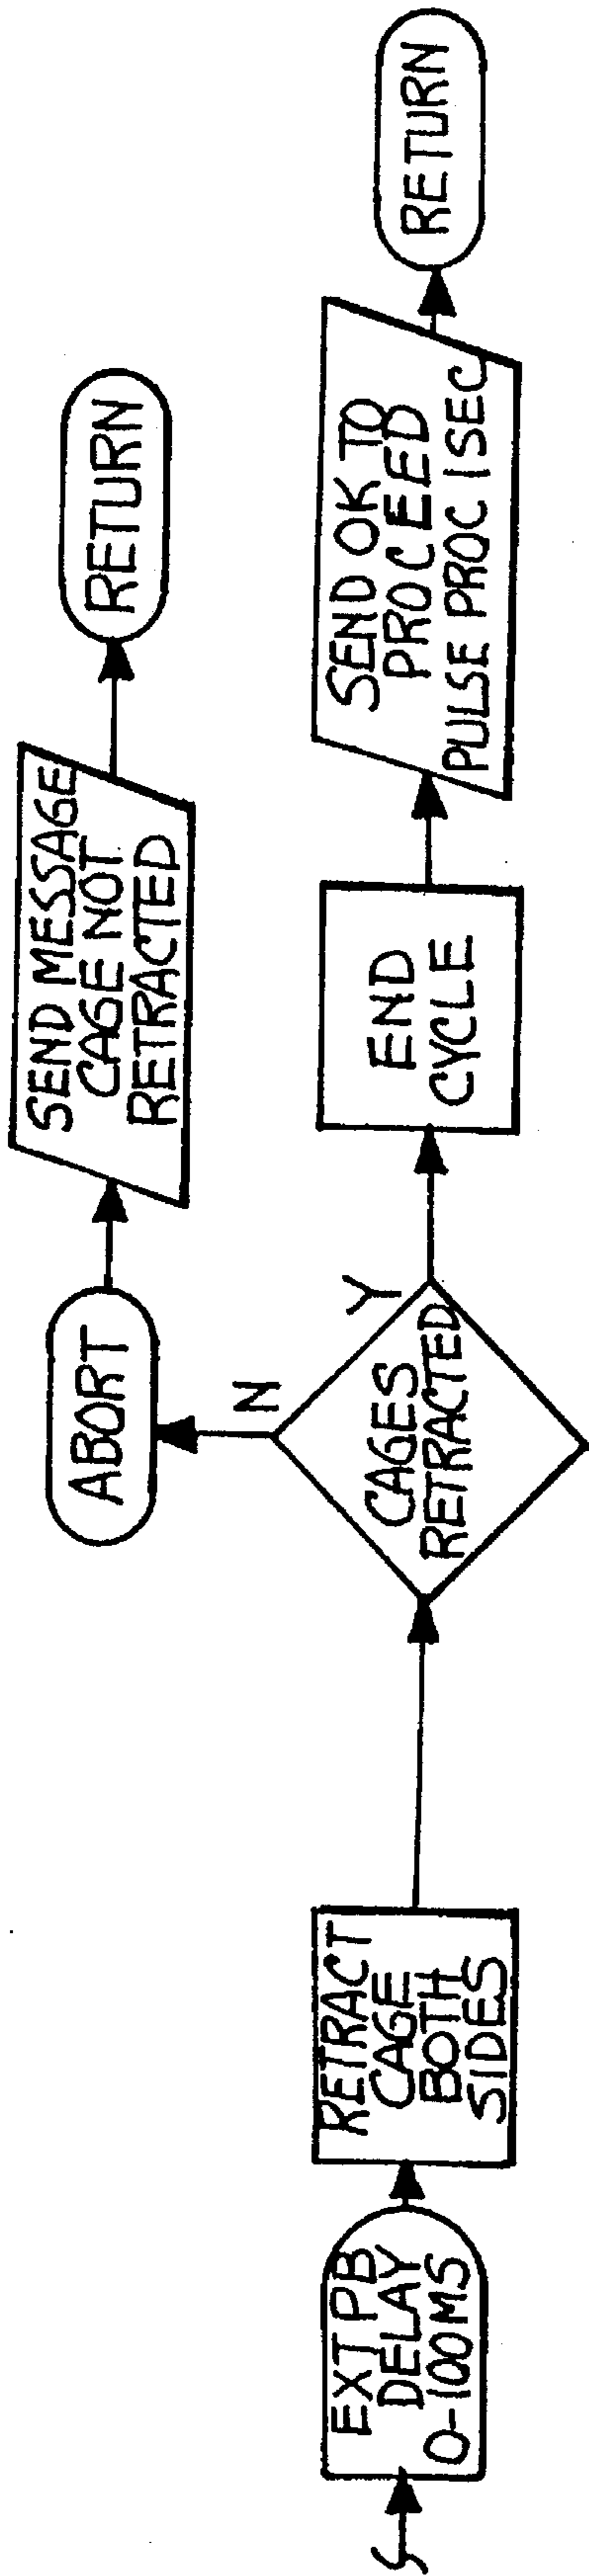 EXT PB
DELAY
0-100MS
RETRACT
CAGE
BOTH
SIDES
CAGES
RETRACTED
N
ABORT
SEND MESSAGE
CAGE NOT
RETRACTED
RETURN
Y
END
CYCLE
SEND OK TO
PROCEED
PULSE PROC 1SEC
RETURN